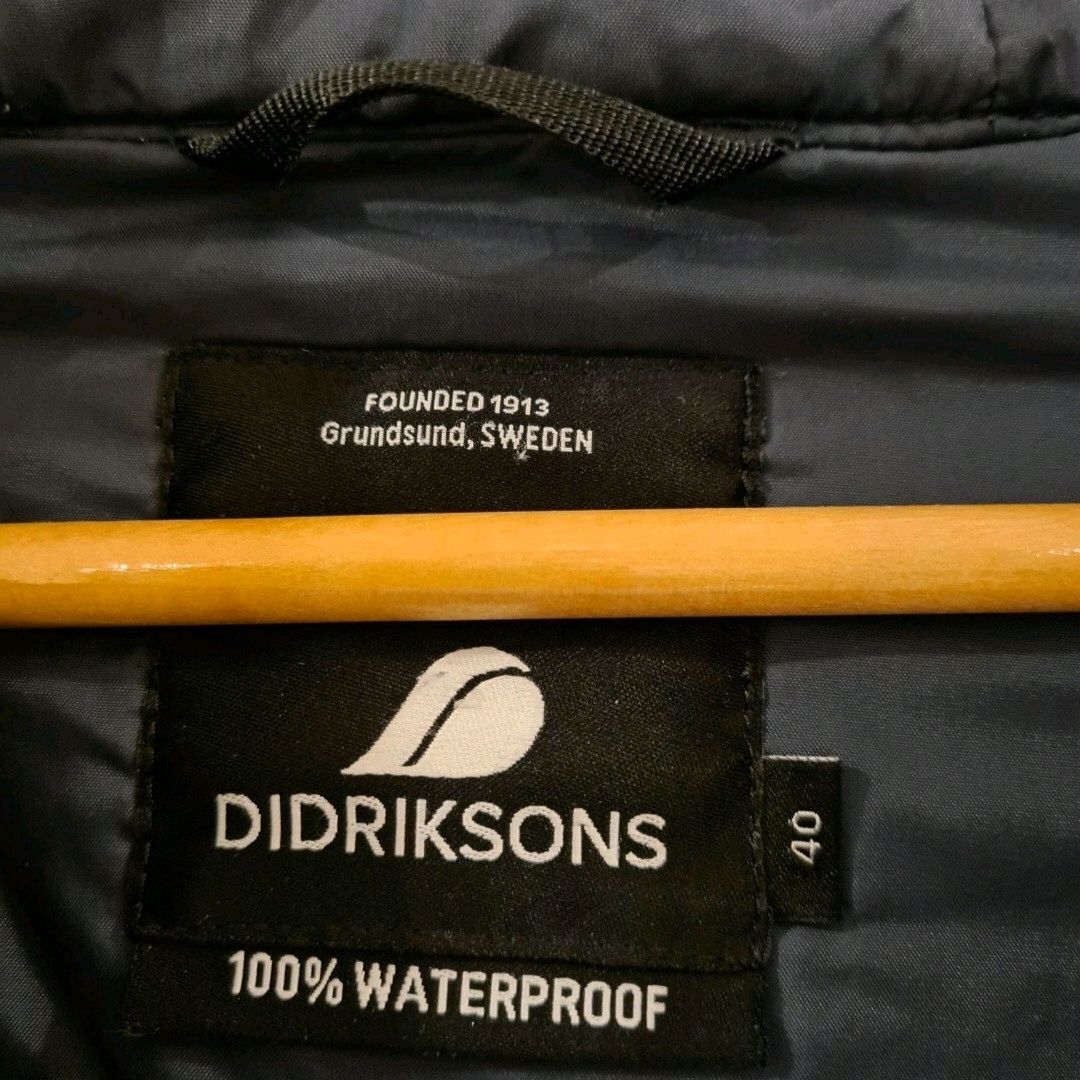 FOUNDED 1913
Grundsund, SWEDEN
DIDRIKSONS
40
100% WATERPROOF